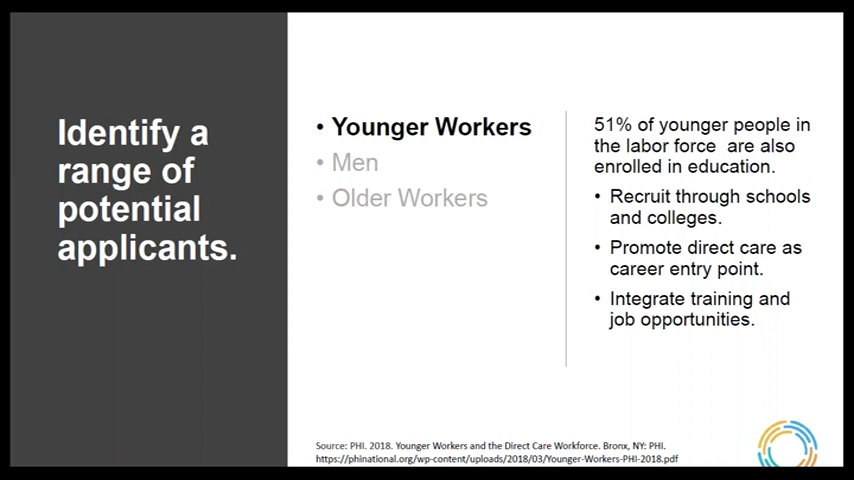 Identify a
range of
potential
applicants.
• Younger Workers
• Men
• Older Workers
51% of younger people in
the labor force are also
enrolled in education.
• Recruit through schools
and colleges.
• Promote direct care as
career entry point.
• Integrate training and
job opportunities.
Source: PHI. 2018. Younger Workers and the Direct Care Workforce. Bronx, NY: PHI.
https://phinational.org/wp-content/uploads/2018/03/Younger-Workers-PHI-2018.pdf